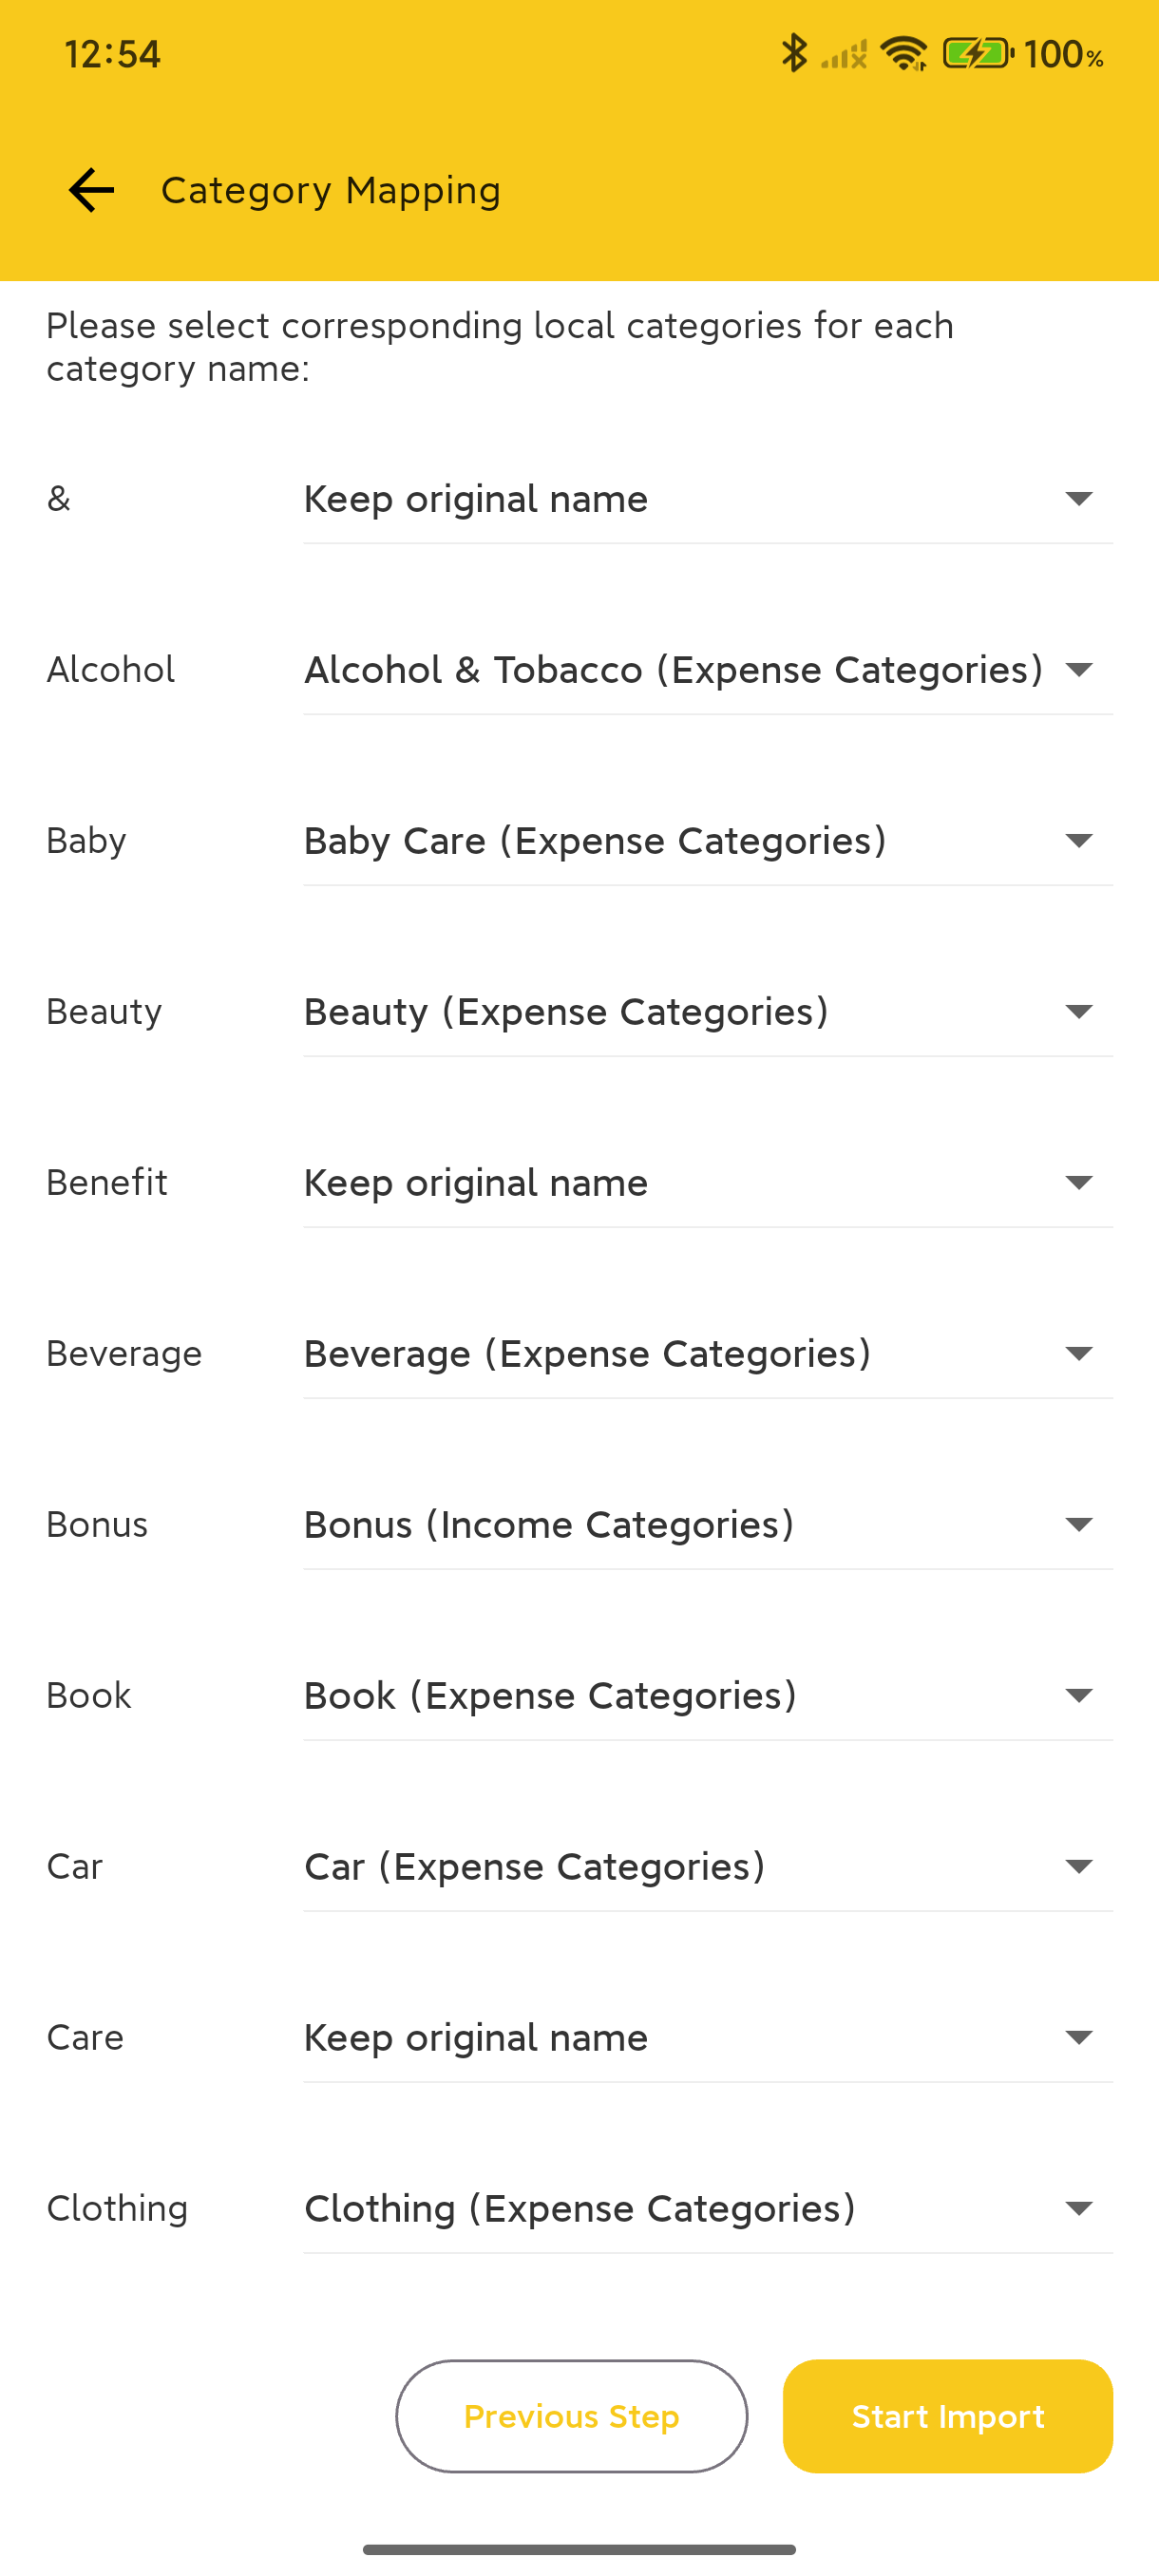 12:54
100%
Category Mapping
Please select corresponding local categories for each
category name:
& Keep original name
Alcohol Alcohol & Tobacco (Expense Categories)
Baby Baby Care (Expense Categories)
Beauty Beauty (Expense Categories)
Benefit Keep original name
Beverage Beverage (Expense Categories)
Bonus Bonus (Income Categories)
Book Book (Expense Categories)
Car Car (Expense Categories)
Care Keep original name
Clothing Clothing (Expense Categories)
Previous Step
Start Import